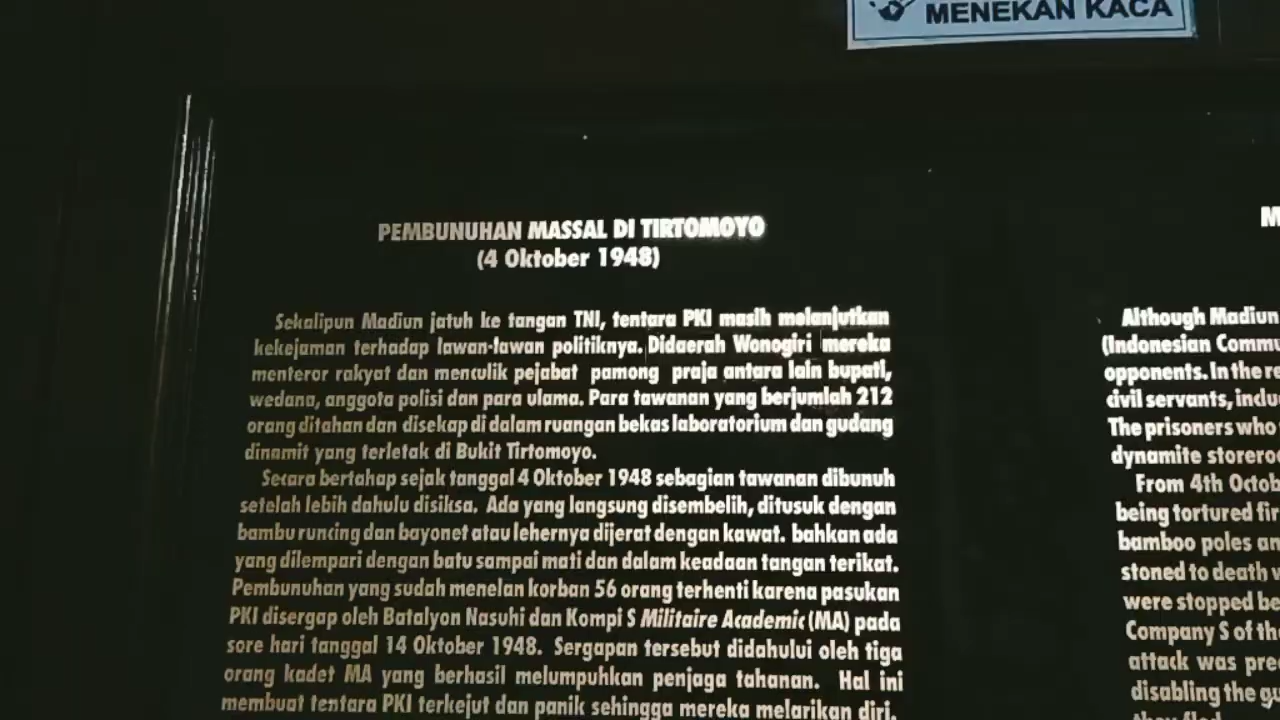 MENEKAN KACA
PEMBUNUHAN MASSAL DI TIRTOMOYO
(4 Oktober 1948)
Sekalipun Madiun jatuh ke tangan TNI, tentara PKI masih melanjutkan
kekejaman terhadap lawan-lawan politiknya. Didaerah Wonogiri mereka
menteror rakyat dan menculik pejabat pamong praja antara lain bupati,
wedana, anggota polisi dan para ulama. Para tawanan yang berjumlah 212
orang ditahan dan disekap di dalam ruangan bekas laboratorium dan gudang
dinamit yang terletak di Bukit Tirtomoyo.
Secara bertahap sejak tanggal 4 Oktober 1948 sebagian tawanan dibunuh
setelah lebih dahulu disiksa. Ada yang langsung disembelih, ditusuk dengan
bambu runcing dan bayonet atau lehernya dijerat dengan kawat. bahkan ada
yang dilempari dengan batu sampai mati dan dalam keadaan tangan terikat.
Pembunuhan yang sudah menelan korban 56 orang terhenti karena pasukan
PKI disergap oleh Batalyon Nasuhi dan Kompi S Militaire Academic (MA) pada
sore hari tanggal 14 Oktober 1948. Sergapan tersebut didahului oleh tiga
orang kadet MA yang berhasil melumpuhkan penjaga tahanan. Hal ini
membuat tentara PKI terkejut dan panik sehingga mereka melarikan diri.
M
Although Madiun
(Indonesian Commu
opponents. In the re
civil servants, inclu
The prisoners who
dynamite storero
From 4th Octob
being tortured fir
bamboo poles an
stoned to death w
were stopped be
Company S of th
attack was pre
disabling the gu
they fled